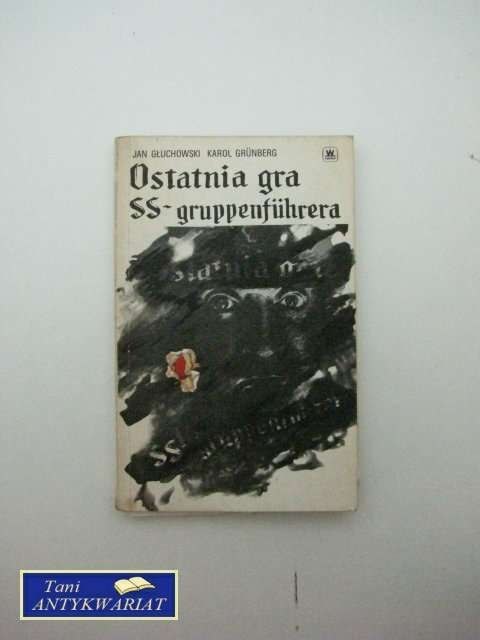 JAN GŁUCHOWSKI KAROL GRÜNBERG
Ostatnia gra
SS-gruppenführera
Tani
ANTYKWARIAT